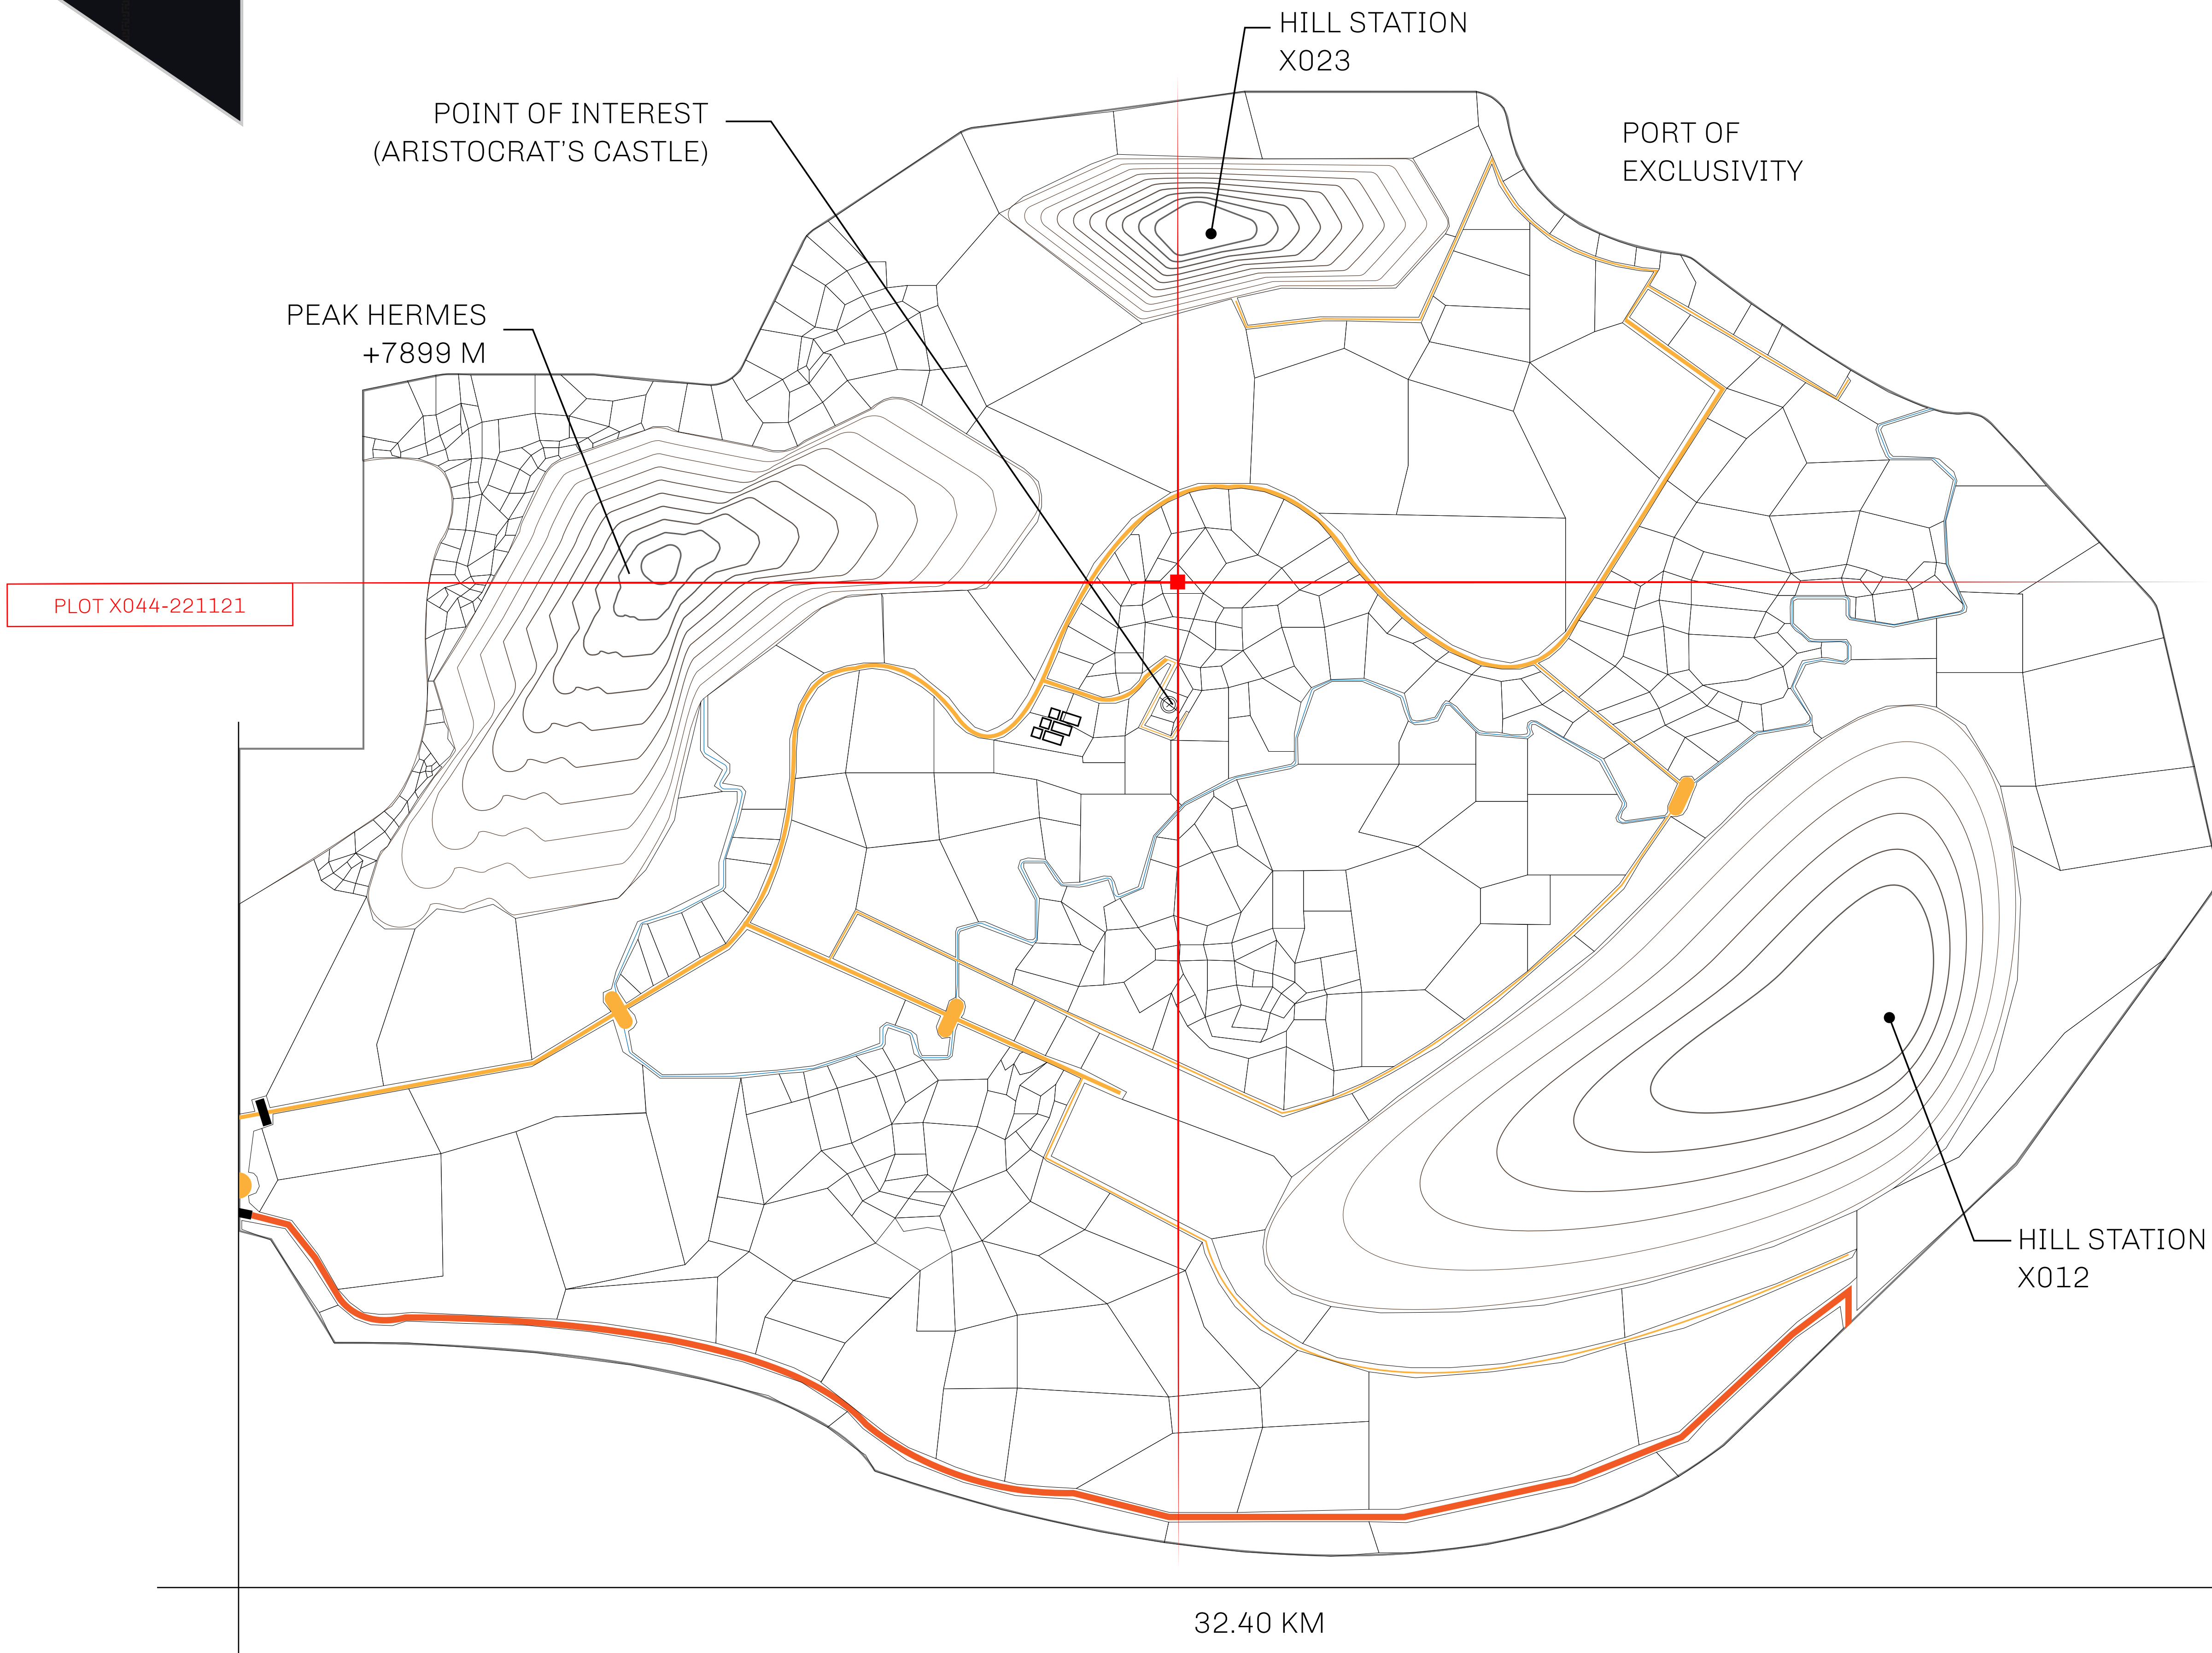 HILL STATION
X023
POINT OF INTEREST
(ARISTOCRAT'S CASTLE)
PORT OF
EXCLUSIVITY
PEAK HERMES
+7899 M
PLOT X044-221121
HILL STATION
X012
32.40 KM